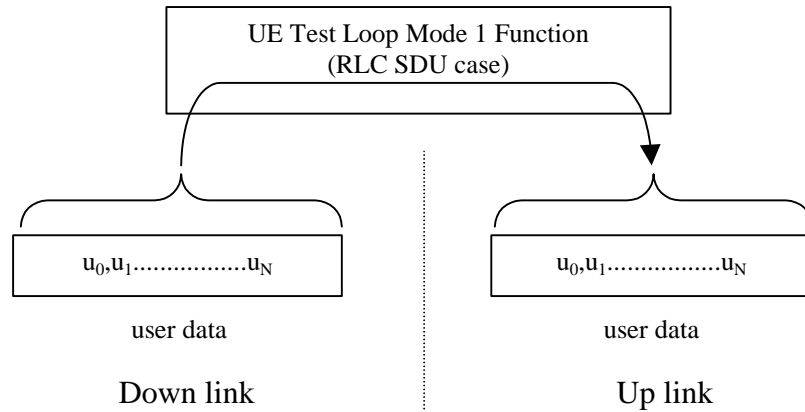 UE Test Loop Mode 1 Function
(RLC SDU case)
u₀,u₁...................u_N u₀,u₁...................u_N
user data user data
Down link Up link